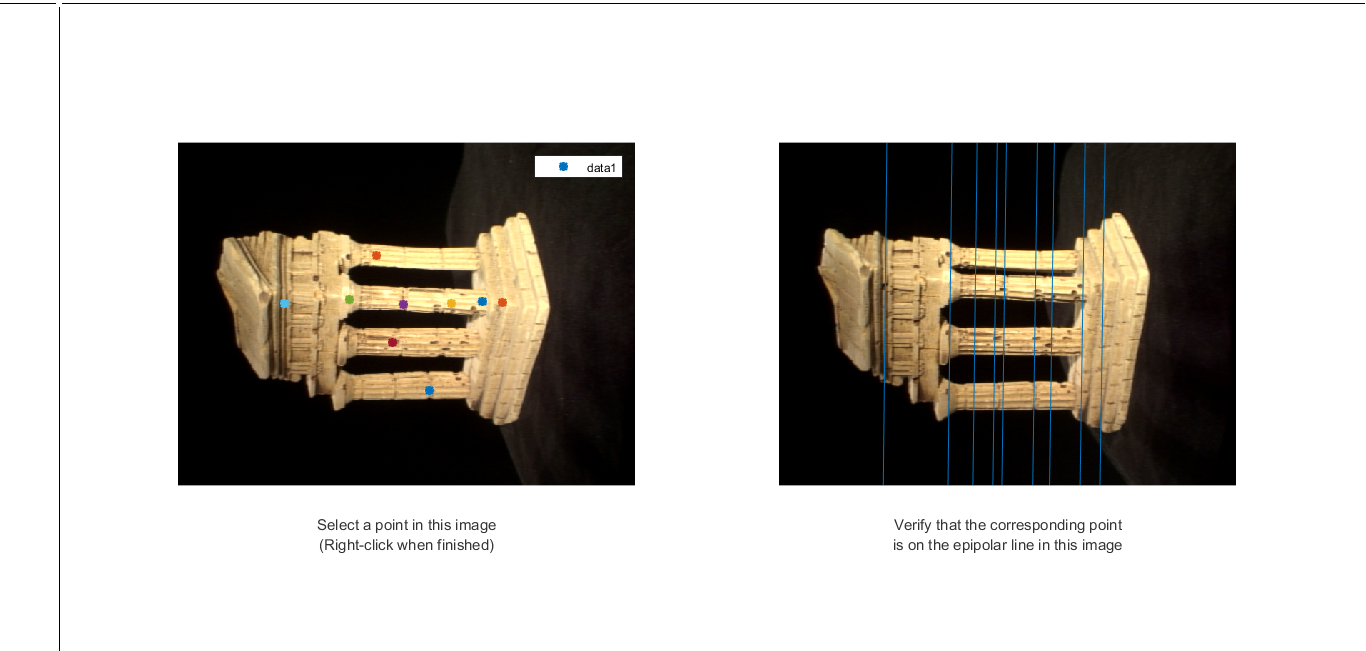 data1
Select a point in this image
(Right-click when finished)
Verify that the corresponding point
is on the epipolar line in this image